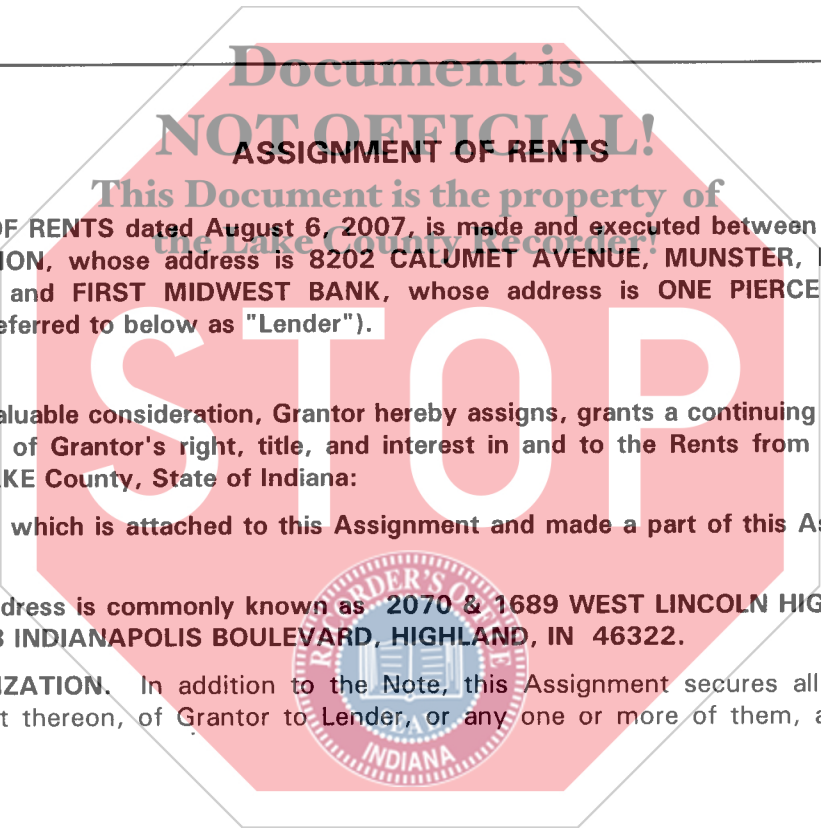 Document is
NOT OFFICIAL!
ASSIGNMENT OF RENTS
This Document is the property of
the Lake County Recorder!
OF RENTS dated August 6, 2007, is made and executed between
ION, whose address is 8202 CALUMET AVENUE, MUNSTER,
and FIRST MIDWEST BANK, whose address is ONE PIERCE
eferred to below as "Lender").
STOP
aluable consideration, Grantor hereby assigns, grants a continuing
of Grantor's right, title, and interest in and to the Rents from
KE County, State of Indiana:
which is attached to this Assignment and made a part of this As
dress is commonly known as 2070 & 1689 WEST LINCOLN HIG
INDIANAPOLIS BOULEVARD, HIGHLAND, IN 46322.
IZATION. In addition to the Note, this Assignment secures all
t thereon, of Grantor to Lender, or any one or more of them, a
RECORDER'S OFFICE
SEAL
INDIANA